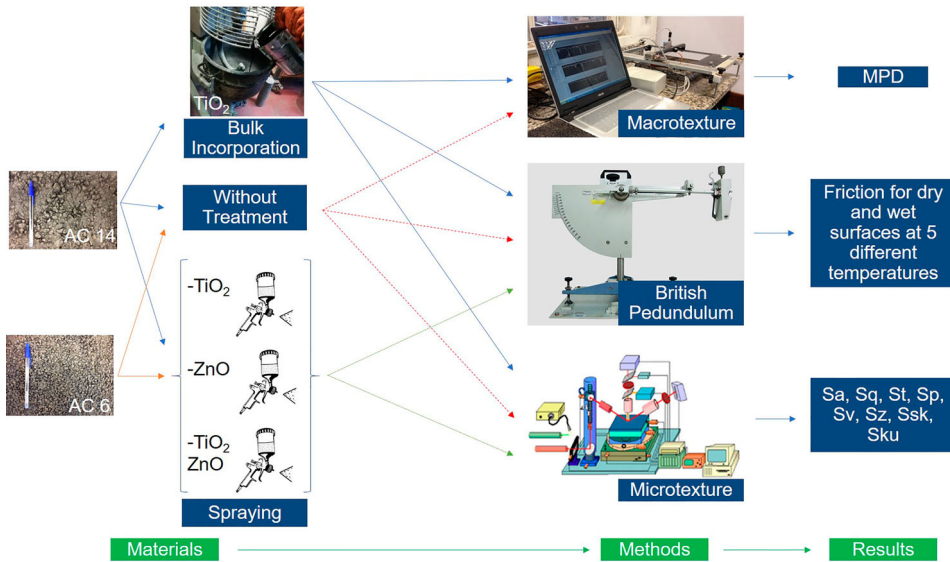 TiO2
Bulk
Incorporation
Macrotexture
MPD
AC 14
Without
Treatment
British
Pedundulum
Friction for dry
and wet
surfaces at 5
different
temperatures
AC 6
-TiO2
-ZnO
-TiO2
ZnO
Spraying
Microtexture
Sa, Sq, St, Sp,
Sv, Sz, Ssk,
Sku
Materials
Methods
Results